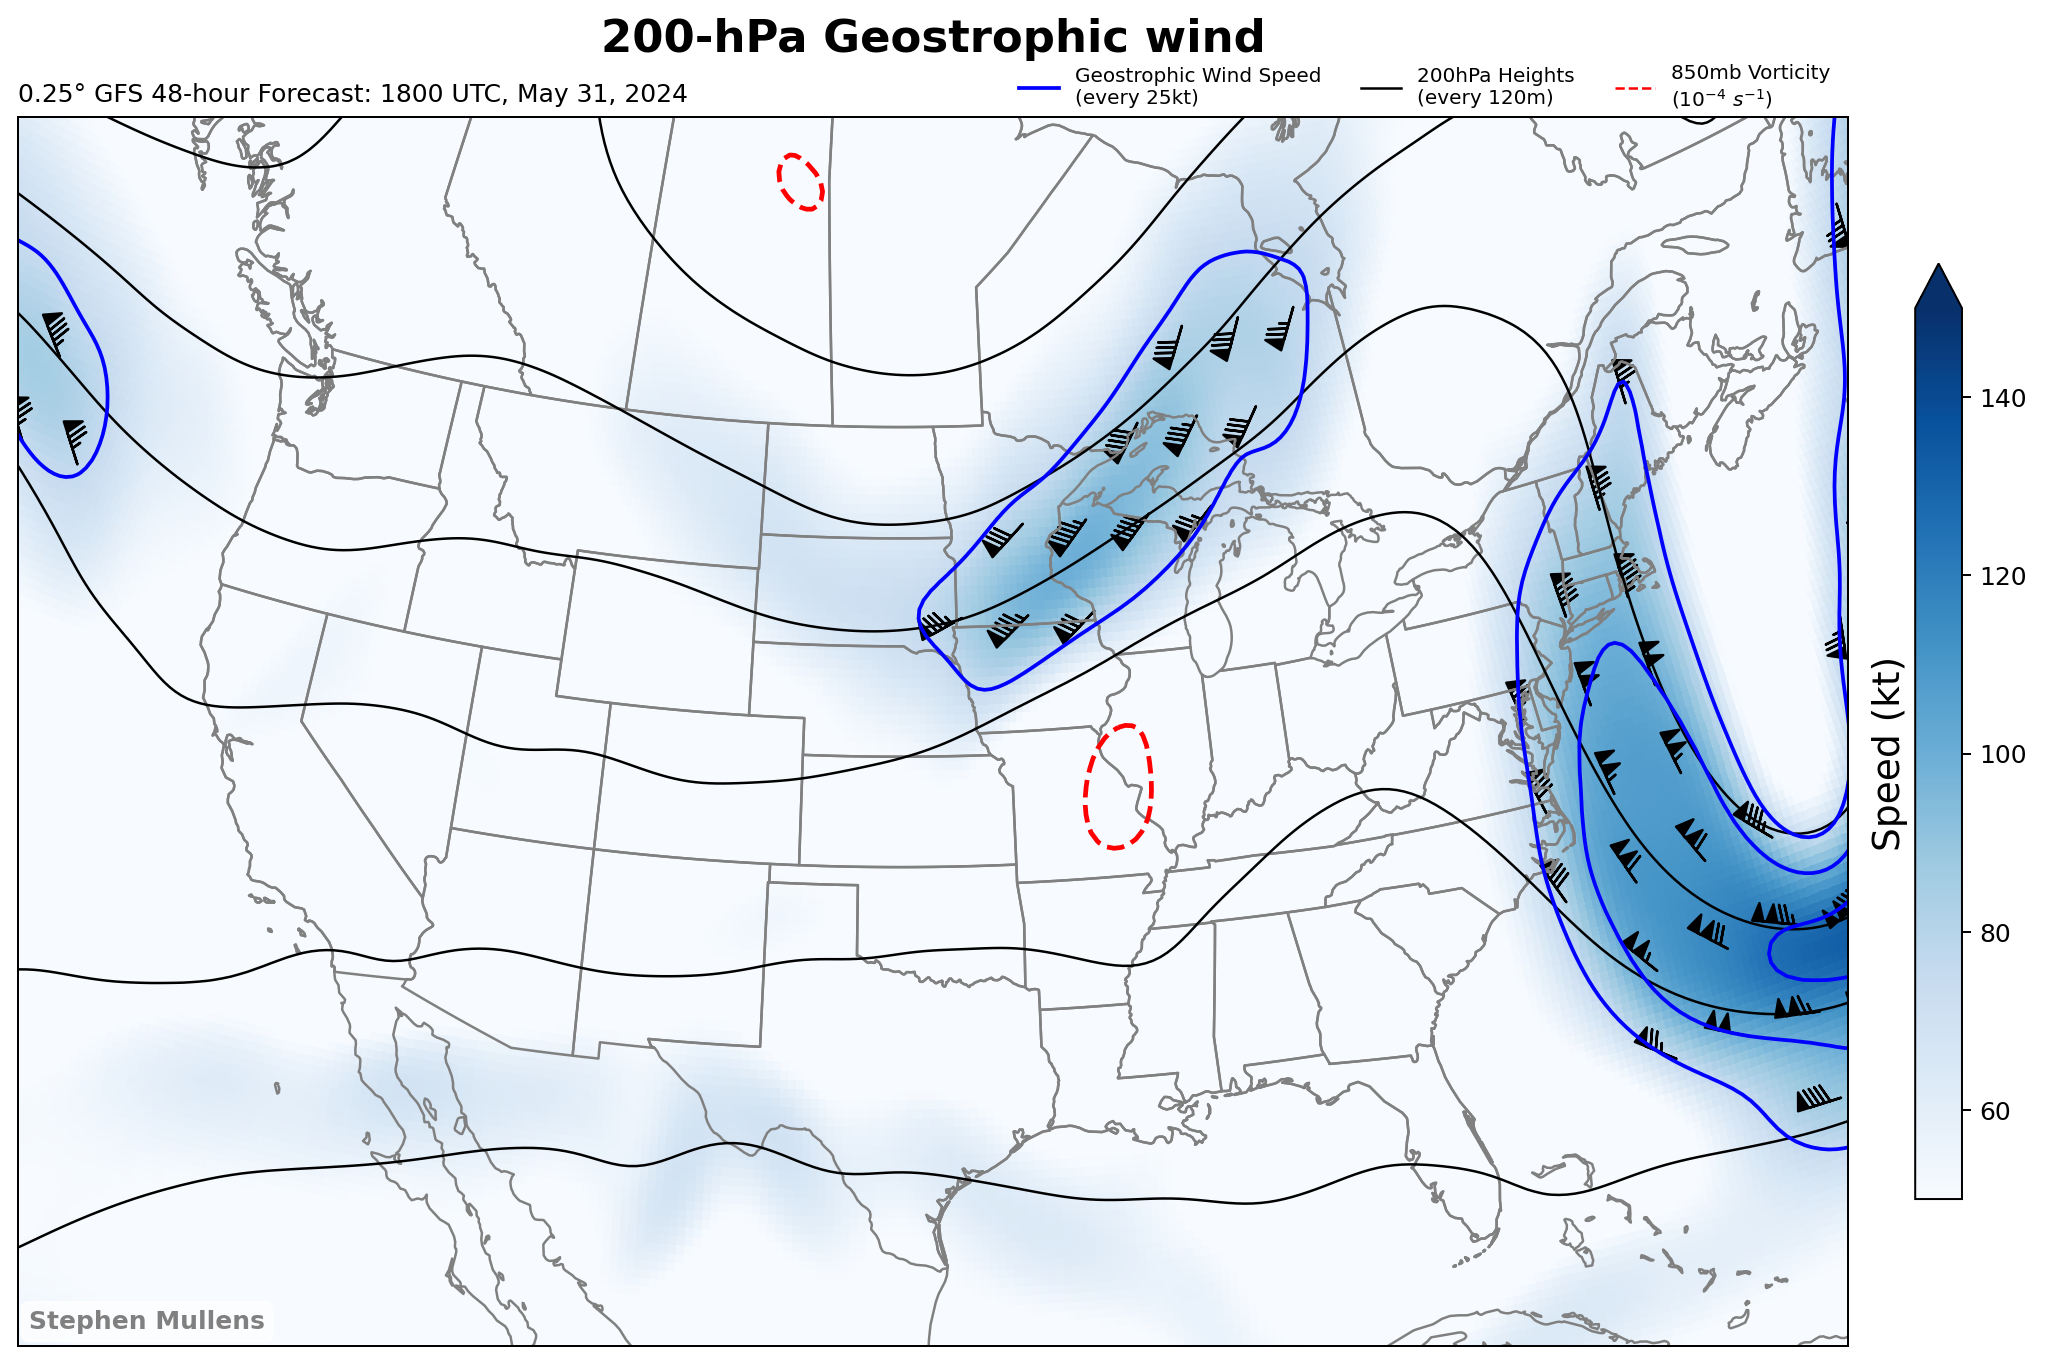 200-hPa Geostrophic wind
0.25° GFS 48-hour Forecast: 1800 UTC, May 31, 2024
Geostrophic Wind Speed
(every 25kt)
200hPa Heights
(every 120m)
850mb Vorticity
(10⁻⁴ s⁻¹)
140
120
100
80
60
Speed (kt)
Stephen Mullens